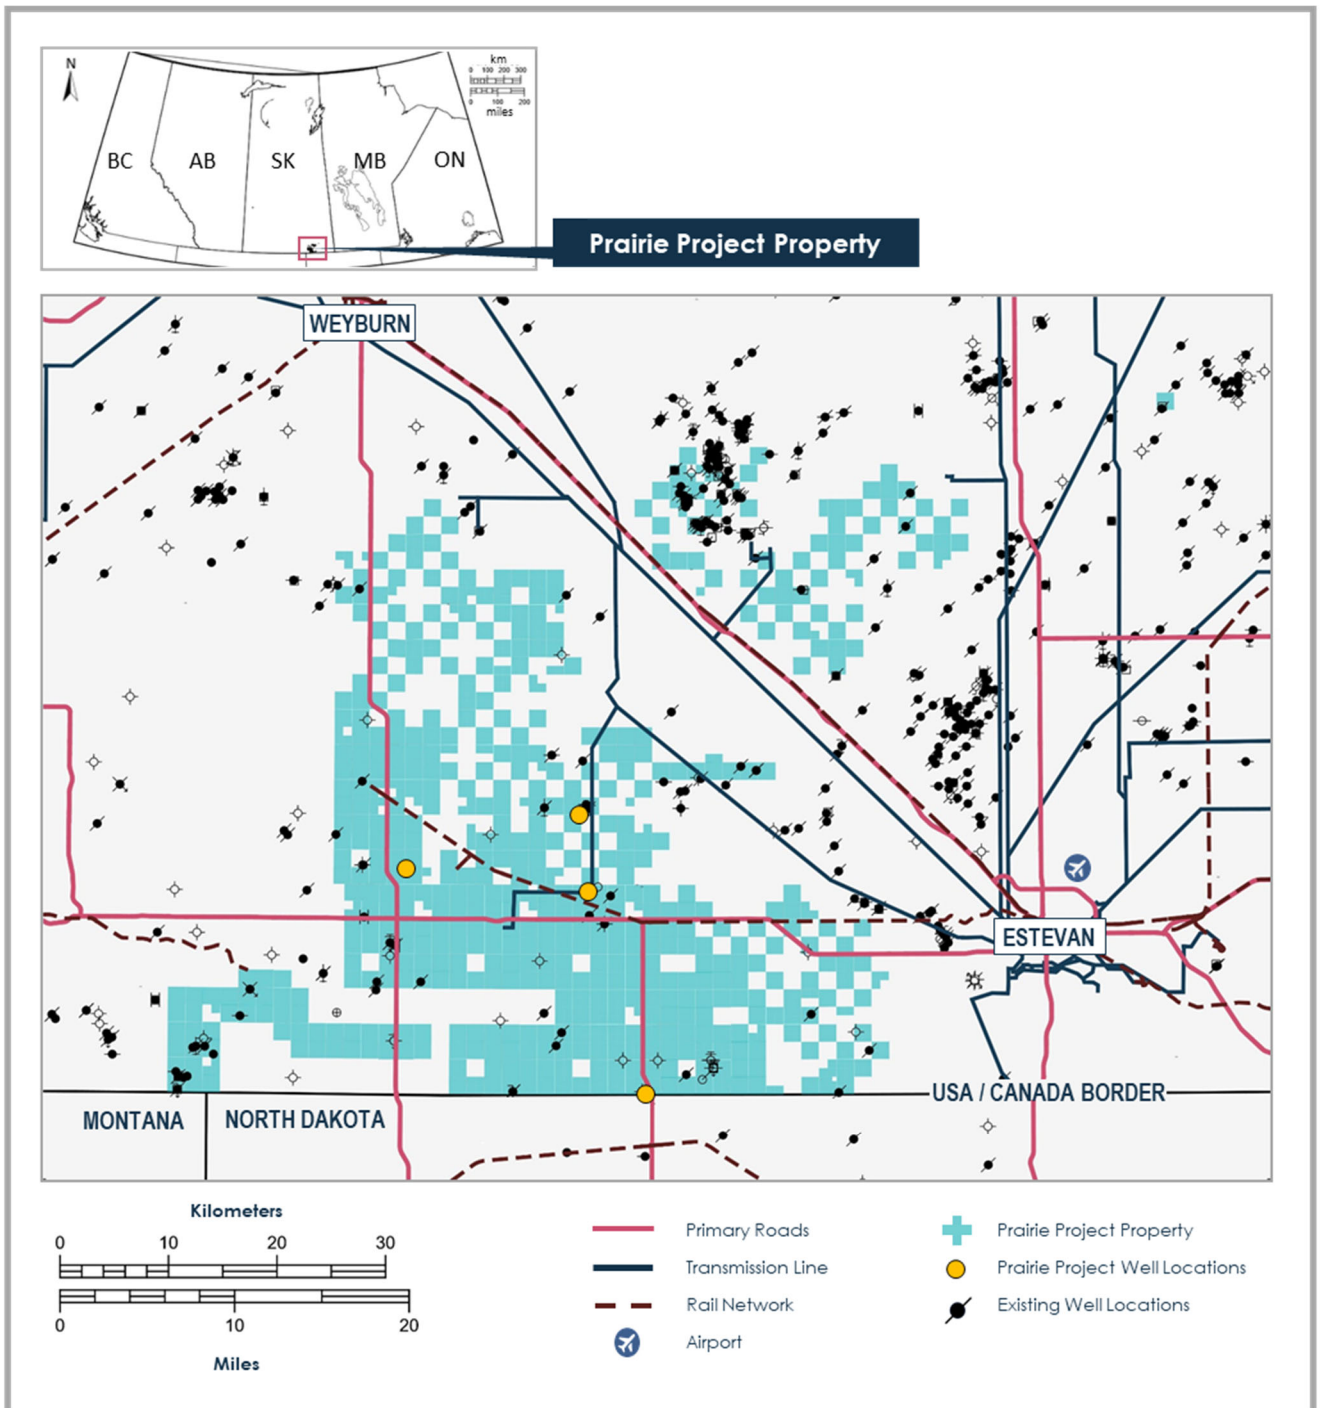 N
km
0 100 200 300
0 100 200
miles
BC AB SK MB ON
Prairie Project Property
WEYBURN
ESTEVAN
USA / CANADA BORDER
MONTANA NORTH DAKOTA
Kilometers
0 10 20 30
0 10 20
Miles
Primary Roads
Transmission Line
Rail Network
Airport
Prairie Project Property
Prairie Project Well Locations
Existing Well Locations